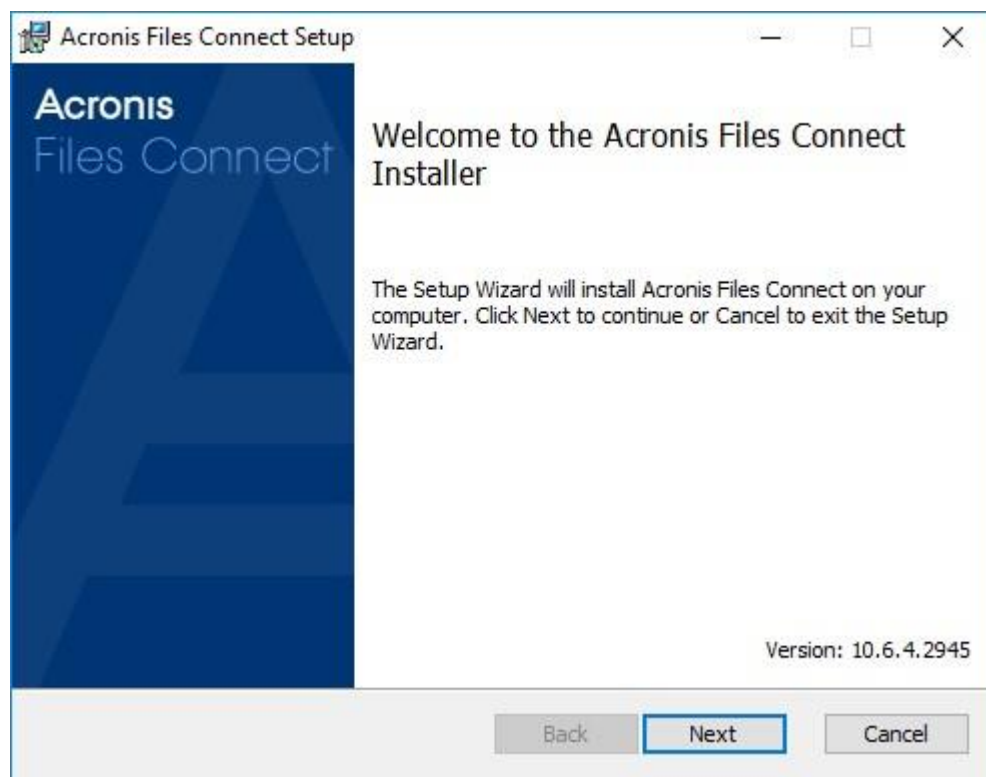 Acronis Files Connect Setup
Acronis
Files Connect
Welcome to the Acronis Files Connect
Installer
The Setup Wizard will install Acronis Files Connect on your
computer. Click Next to continue or Cancel to exit the Setup
Wizard.
Version: 10.6.4.2945
Back
Next
Cancel